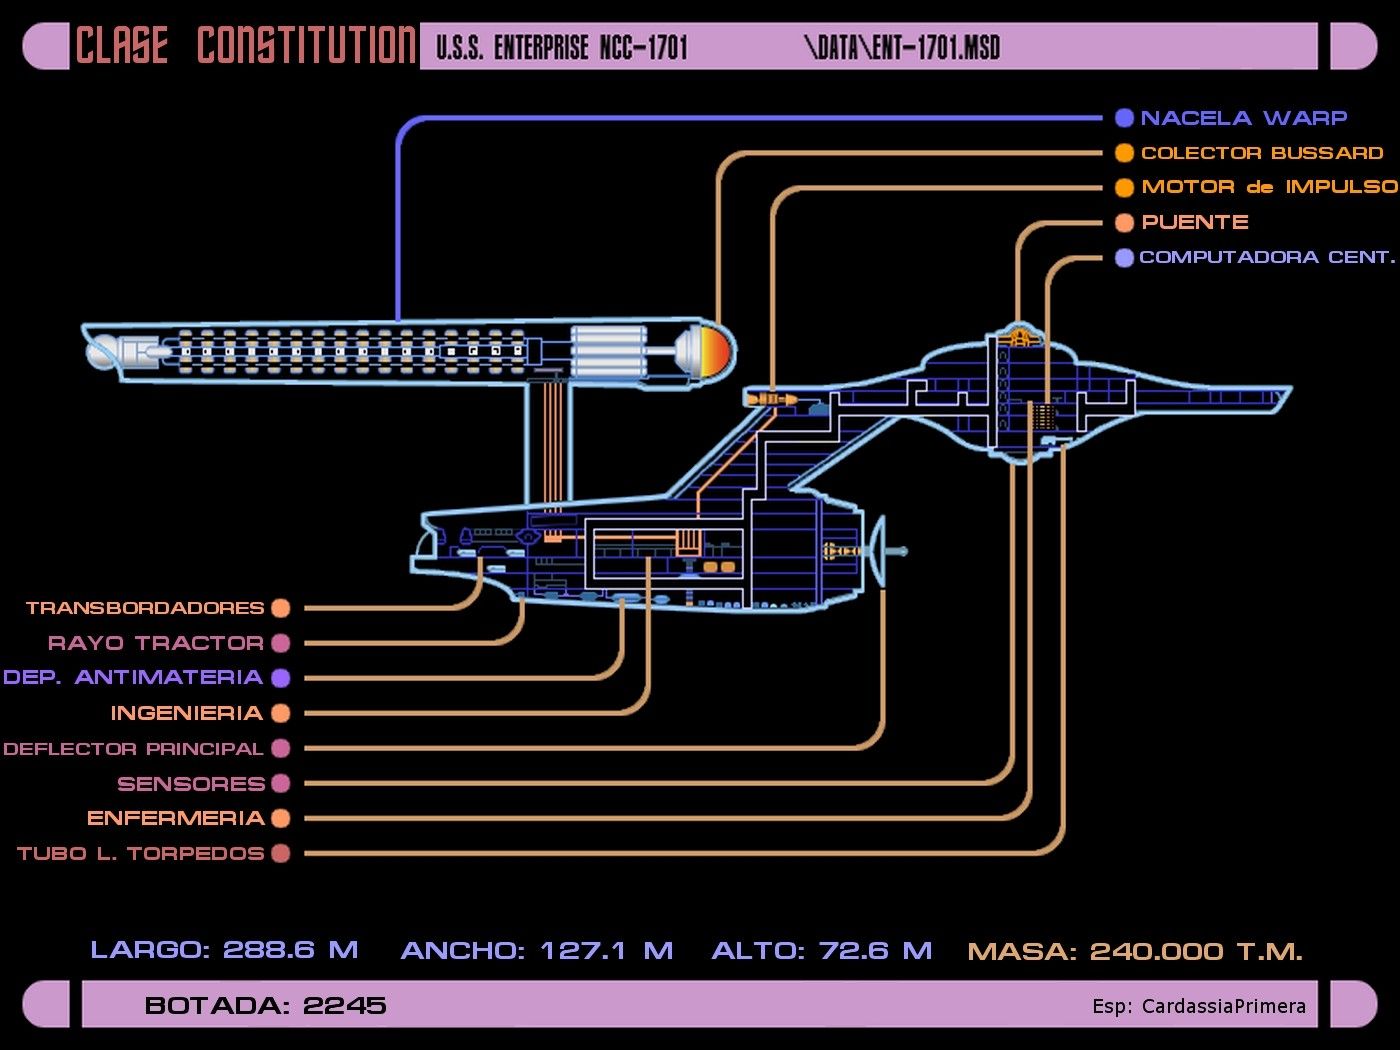 CLASE CONSTITUTION
U.S.S. ENTERPRISE NCC-1701
\DATA\ENT-1701.MSD
NACELA WARP
COLECTOR BUSSARD
MOTOR de IMPULSO
PUENTE
COMPUTADORA CENT.
TRANSBORDADORES
RAYO TRACTOR
DEP. ANTIMATERIA
INGENIERIA
DEFLECTOR PRINCIPAL
SENSORES
ENFERMERIA
TUBO L. TORPEDOS
LARGO: 288.6 M ANCHO: 127.1 M ALTO: 72.6 M MASA: 240.000 T.M.
BOTADA: 2245
Esp: CardassiaPrimera